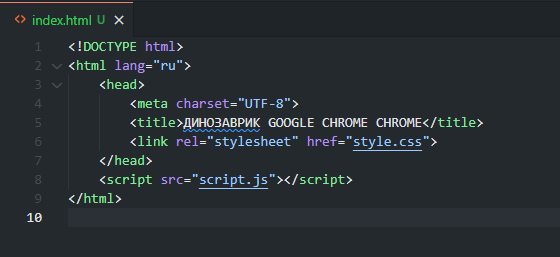 index.html U
1 <!DOCTYPE html>
2 <html lang="ru">
3 <head>
4 <meta charset="UTF-8">
5 <title>ДИНОЗАВРИК GOOGLE CHROME CHROME</title>
6 <link rel="stylesheet" href="style.css">
7 </head>
8 <script src="script.js"></script>
9 </html>
10